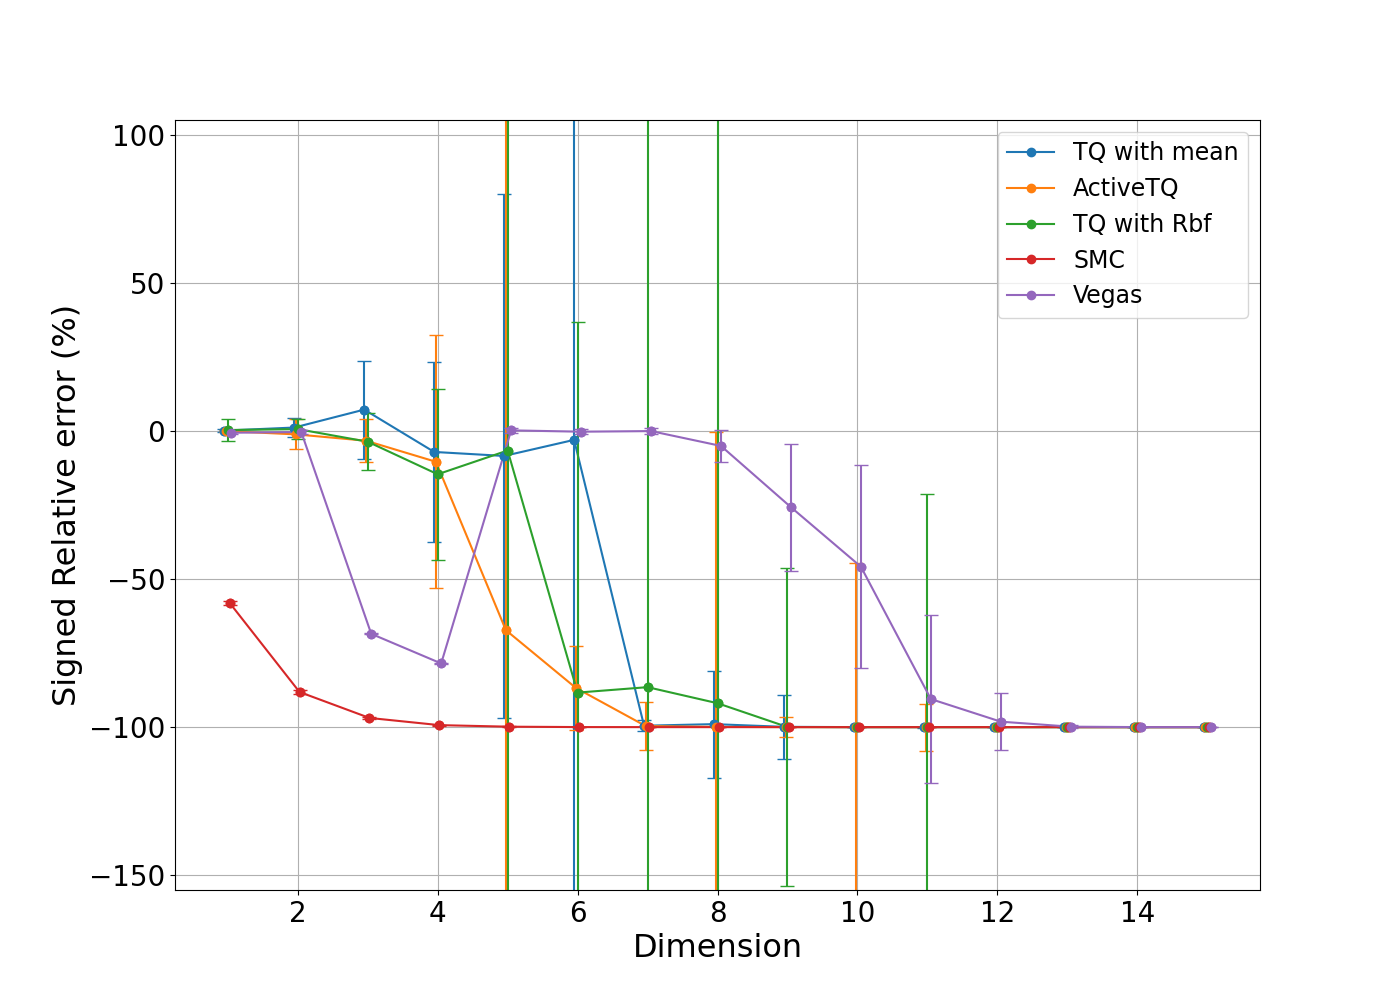 100
50
0
−50
−100
−150
Signed Relative error (%)
TQ with mean
ActiveTQ
TQ with Rbf
SMC
Vegas
2 4 6 8 10 12 14
Dimension